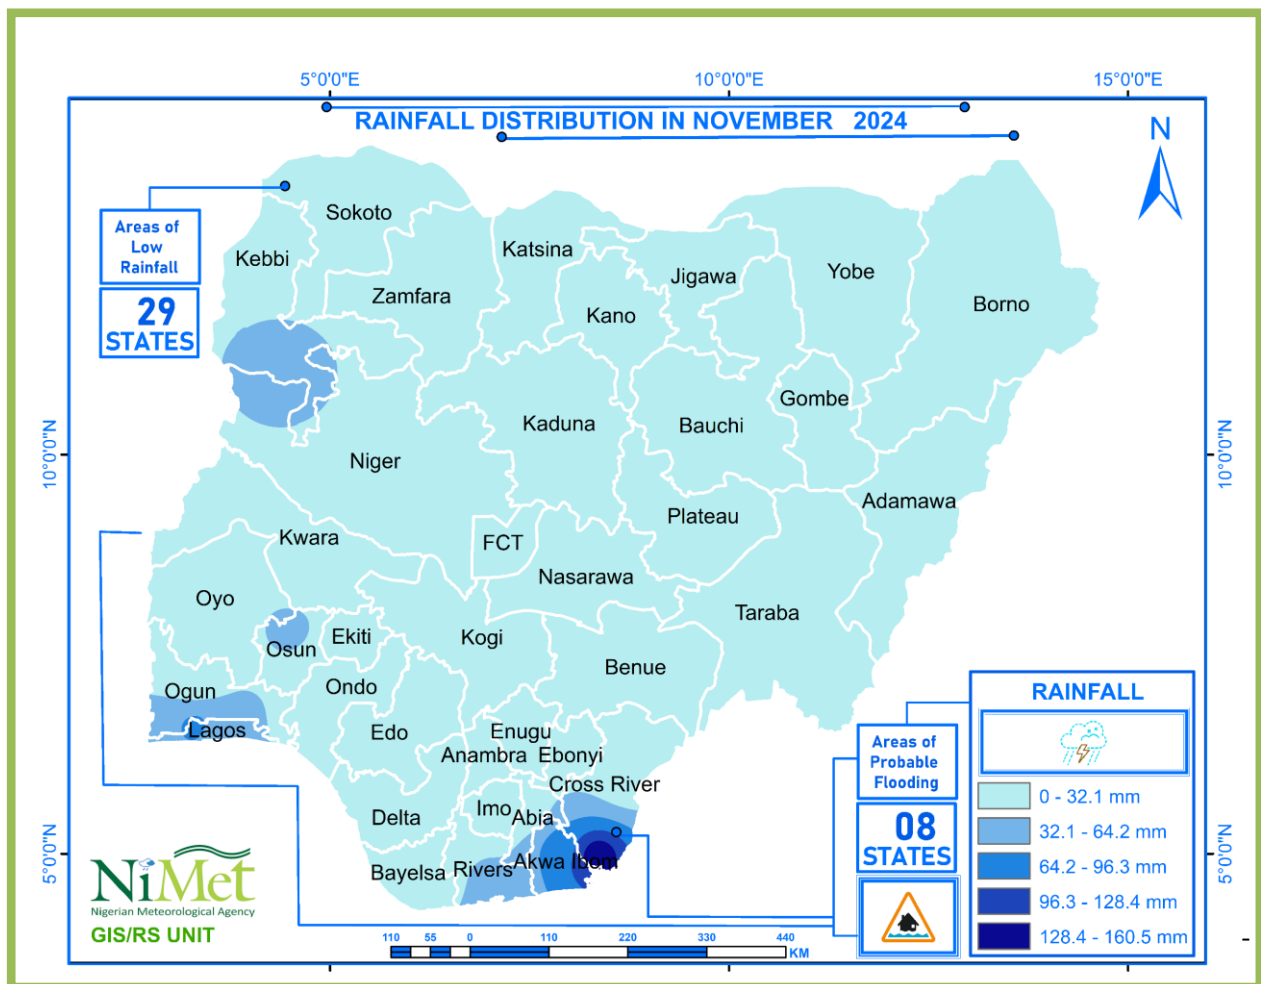 5°0'0"E
10°0'0"E
15°0'0"E
RAINFALL DISTRIBUTION IN NOVEMBER 2024
N
Areas of
Low
Rainfall
29
STATES
Sokoto
Kebbi
Zamfara
Katsina
Kano
Jigawa
Yobe
Borno
Gombe
Bauchi
Kaduna
Niger
10°0'0"N
10°0'0"N
Adamawa
Plateau
Kwara
FCT
Nasarawa
Oyo
Taraba
Osun
Ekiti
Kogi
Benue
Ogun
Ondo
Lagos
Edo
Enugu
Anambra
Ebonyi
Cross River
Delta
Imo
Abia
Bayelsa
Rivers
Akwa Ibom
5°0'0"N
5°0'0"N
Areas of
Probable
Flooding
08
STATES
RAINFALL
0 - 32.1 mm
32.1 - 64.2 mm
64.2 - 96.3 mm
96.3 - 128.4 mm
128.4 - 160.5 mm
NiMet
Nigerian Meteorological Agency
GIS/RS UNIT
110 55 0 110 220 330 440
KM